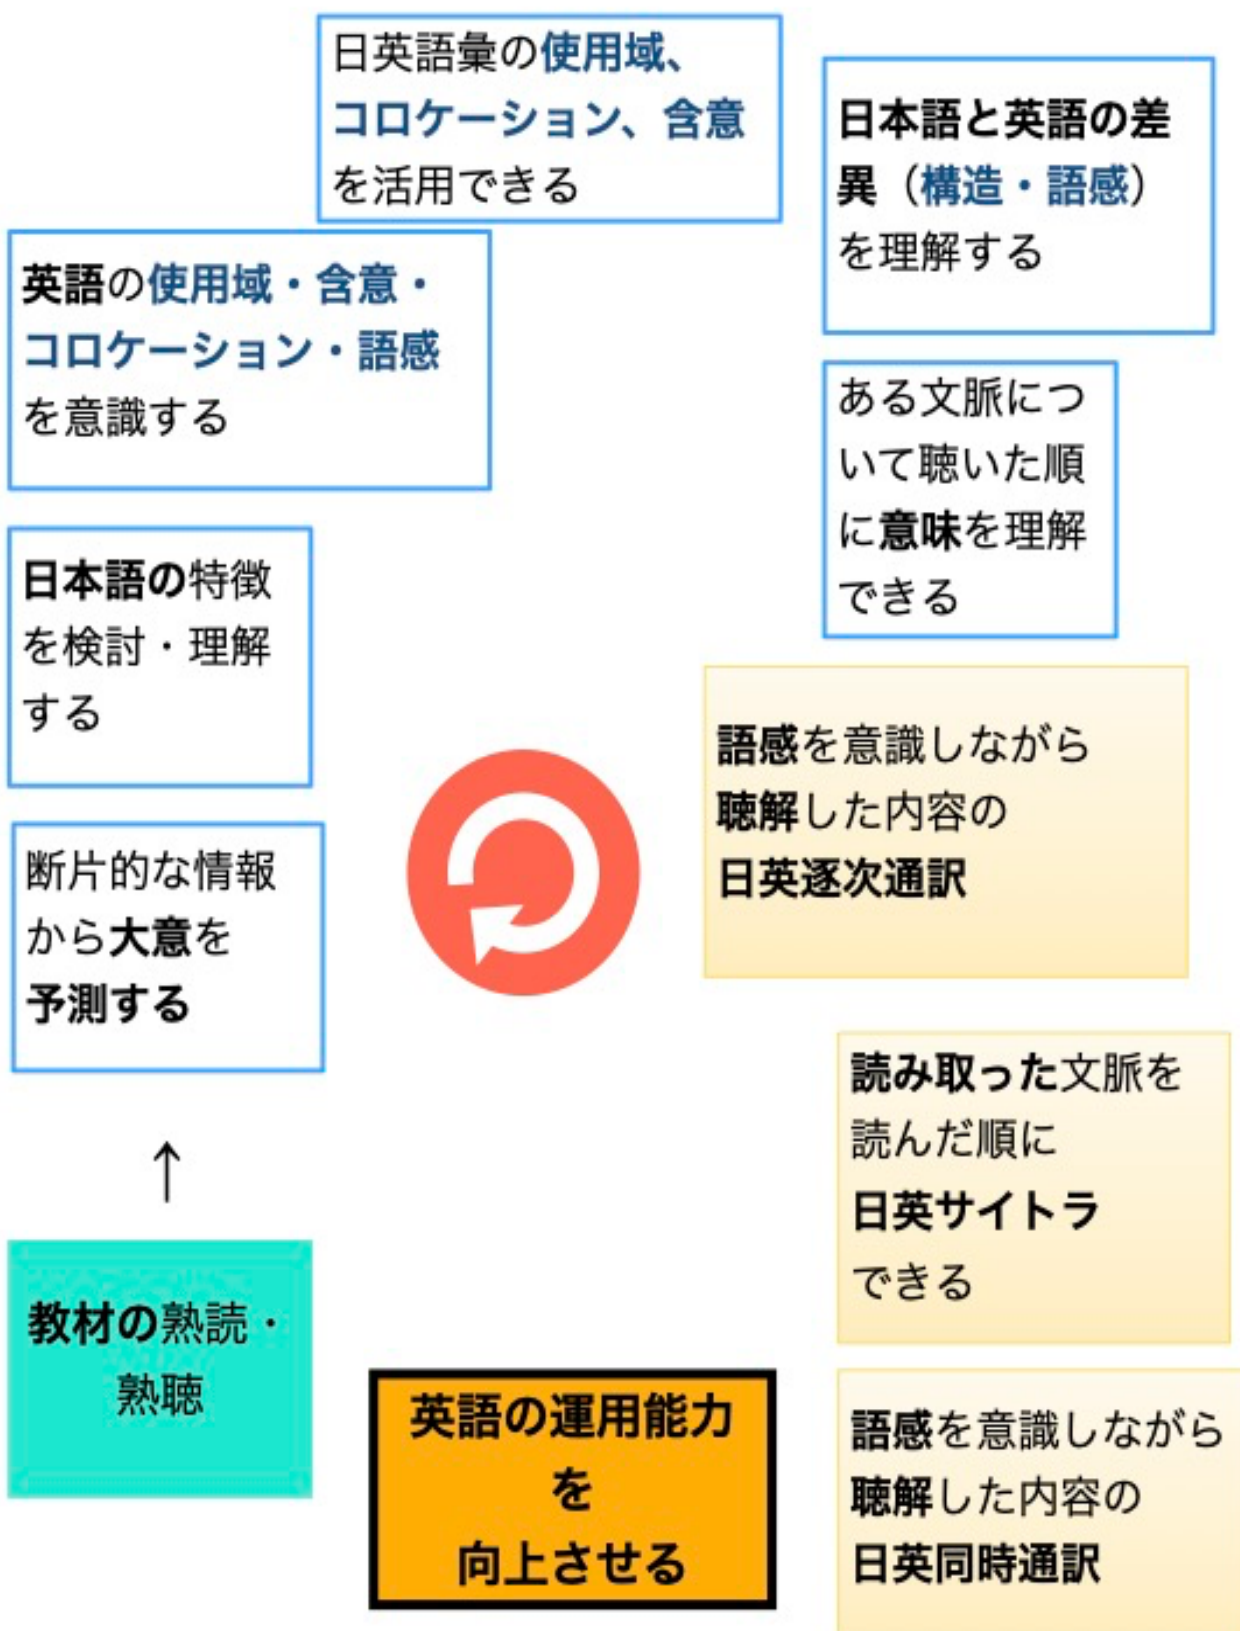 日英語彙の使用域、
コロケーション、含意
を活用できる
日本語と英語の差
異（構造・語感）
を理解する
英語の使用域・含意・
コロケーション・語感
を意識する
ある文脈につ
いて聴いた順
に意味を理解
できる
日本語の特徴
を検討・理解
する
語感を意識しながら
聴解した内容の
日英逐次通訳
断片的な情報
から大意を
予測する
読み取った文脈を
読んだ順に
日英サイトラ
できる
↑
教材の熟読・
熟聴
英語の運用能力
を
向上させる
語感を意識しながら
聴解した内容の
日英同時通訳